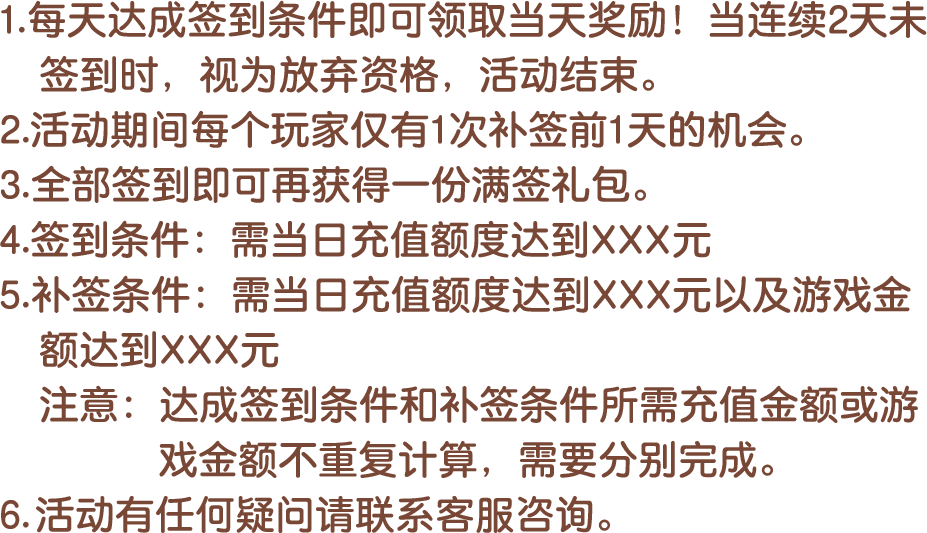 1.每天达成签到条件即可领取当天奖励！当连续2天未
签到时，视为放弃资格，活动结束。
2.活动期间每个玩家仅有1次补签前1天的机会。
3.全部签到即可再获得一份满签礼包。
4.签到条件：需当日充值额度达到XXX元
5.补签条件：需当日充值额度达到XXX元以及游戏金
额达到XXX元
注意：达成签到条件和补签条件所需充值金额或游
戏金额不重复计算，需要分别完成。
6.活动有任何疑问请联系客服咨询。